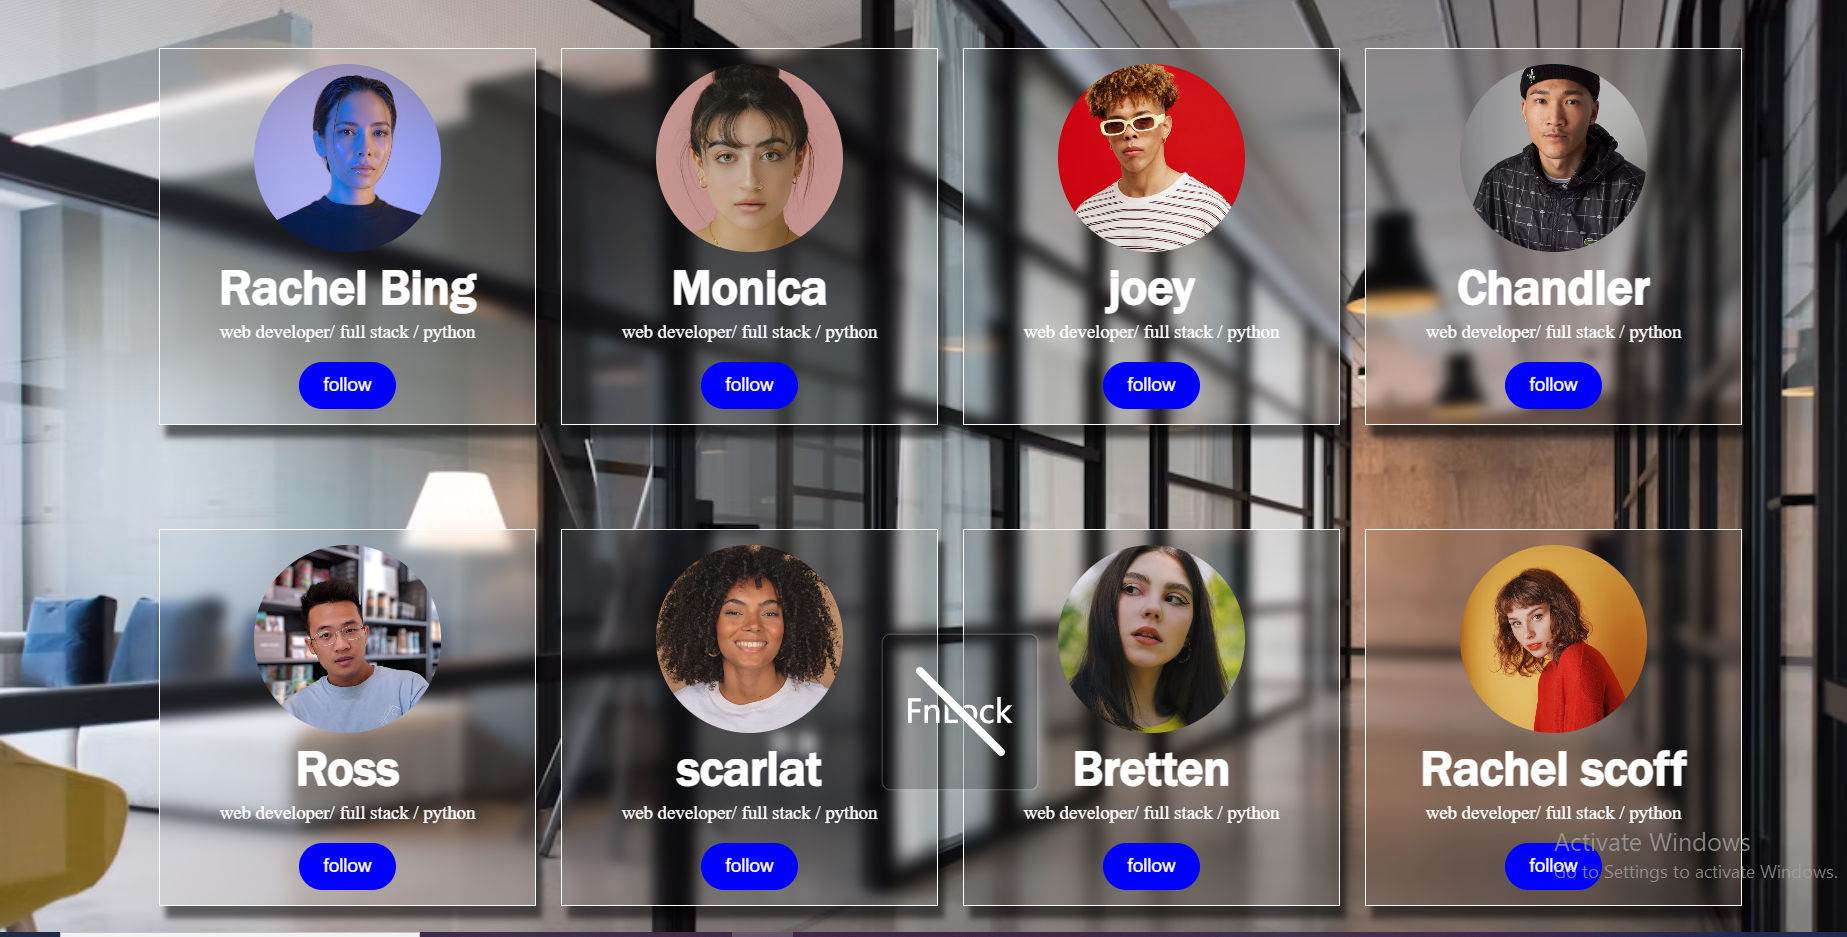 Rachel Bing
web developer/ full stack / python
follow
Monica
web developer/ full stack / python
follow
joey
web developer/ full stack / python
follow
Chandler
web developer/ full stack / python
follow
Ross
web developer/ full stack / python
follow
scarlat
web developer/ full stack / python
follow
FnLock
Bretten
web developer/ full stack / python
follow
Rachel scoff
web developer/ full stack / python
follow
Activate Windows
Go to Settings to activate Windows.